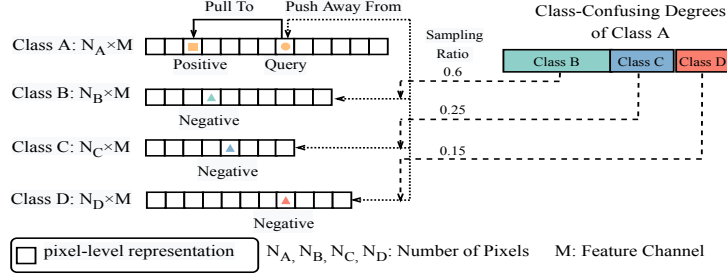 Pull To
Push Away From
Class-Confusing Degrees
of Class A
Class A: N_A×M
Sampling
Ratio
Positive
Query
Class B
Class C
Class D
0.6
Class B: N_B×M
Negative
0.25
Class C: N_C×M
Negative
0.15
Class D: N_D×M
Negative
pixel-level representation
N_A, N_B, N_C, N_D: Number of Pixels
M: Feature Channel